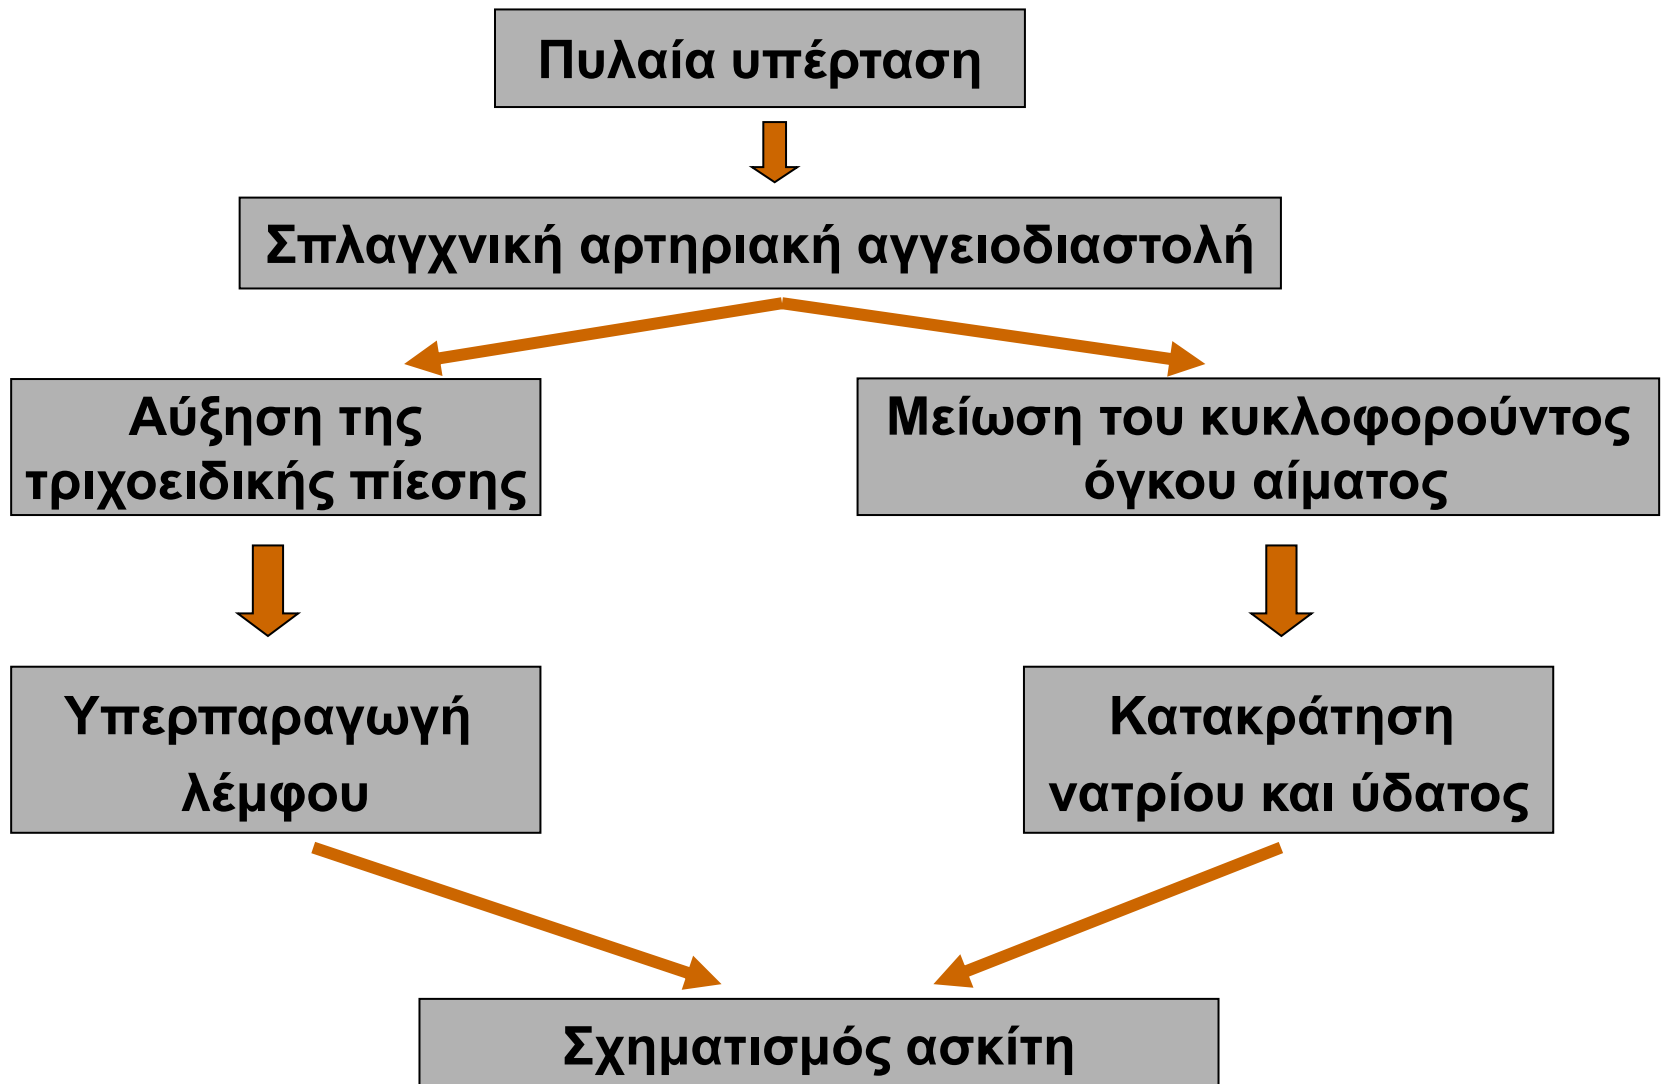 Πυλαία υπέρταση
Σπλαγχνική αρτηριακή αγγειοδιαστολή
Αύξηση της
τριχοειδικής πίεσης
Μείωση του κυκλοφορούντος
όγκου αίματος
Υπερπαραγωγή
λέμφου
Κατακράτηση
νατρίου και ύδατος
Σχηματισμός ασκίτη